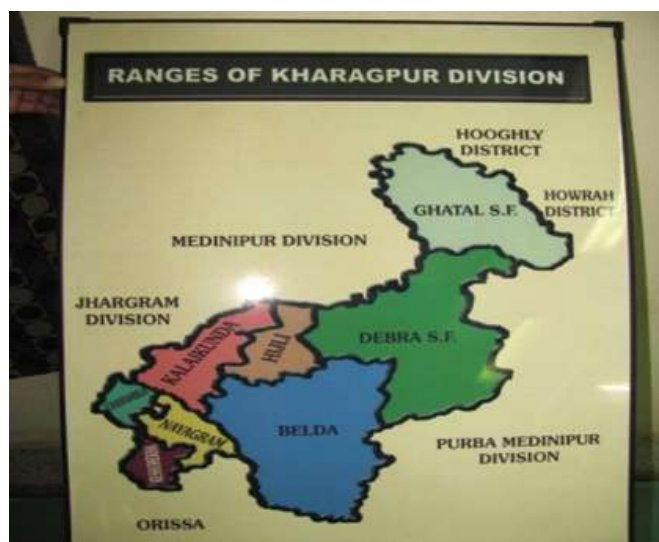 RANGES OF KHARAGPUR DIVISION
HOOGHLY
DISTRICT
GHATAL S.F.
HOWRAH
DISTRICT
MEDINIPUR DIVISION
JHARGRAM
DIVISION
KALAIKUNDA
HIJLI
DEBRA S.F.
NAYAGRAM
BELDA
PURBA MEDINIPUR
DIVISION
ORISSA